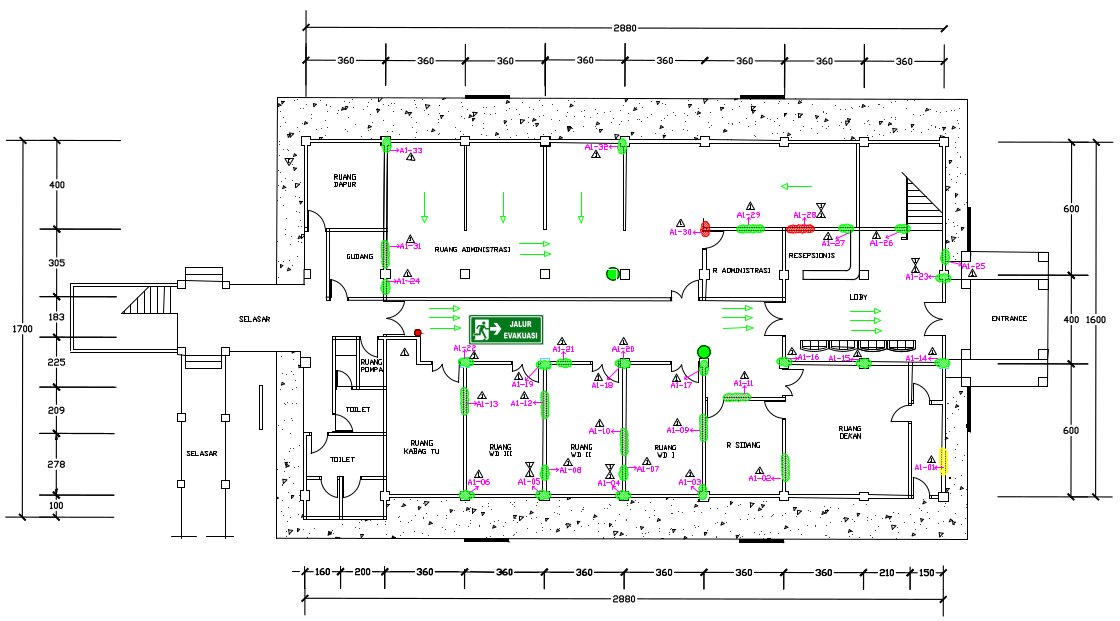 2880
360 360 360 360 360 360 360 360
A1-33
A1-32
400
RUANG
DAPUR
600
A1-29 A1-28
A1-30
A1-27 A1-26
A1-31
RUANG ADMINISTRASI
GUDANG
RESEPSIONIS
305
R ADMINISTRASI
A1-25
A1-24
A1-23
LOBY
183
1700
SELASAR
JALUR
EVAKUASI
ENTRANCE
400
1600
A1-22 A1-21 A1-20
A1-16 A1-15 A1-14
225
RUANG
POMPA
A1-19 A1-18 A1-17
A1-11
A1-13 A1-12
209
TOILET
A1-10 A1-09
RUANG
KABAG TU
RUANG
WD III
RUANG
WD II
RUANG
WD I
R SIDANG
RUANG
DEKAN
600
SELASAR
278
TOILET
A1-08 A1-07
A1-01
A1-06 A1-05 A1-04 A1-03 A1-02
100
160 200 360 360 360 360 360 360 210 150
2880